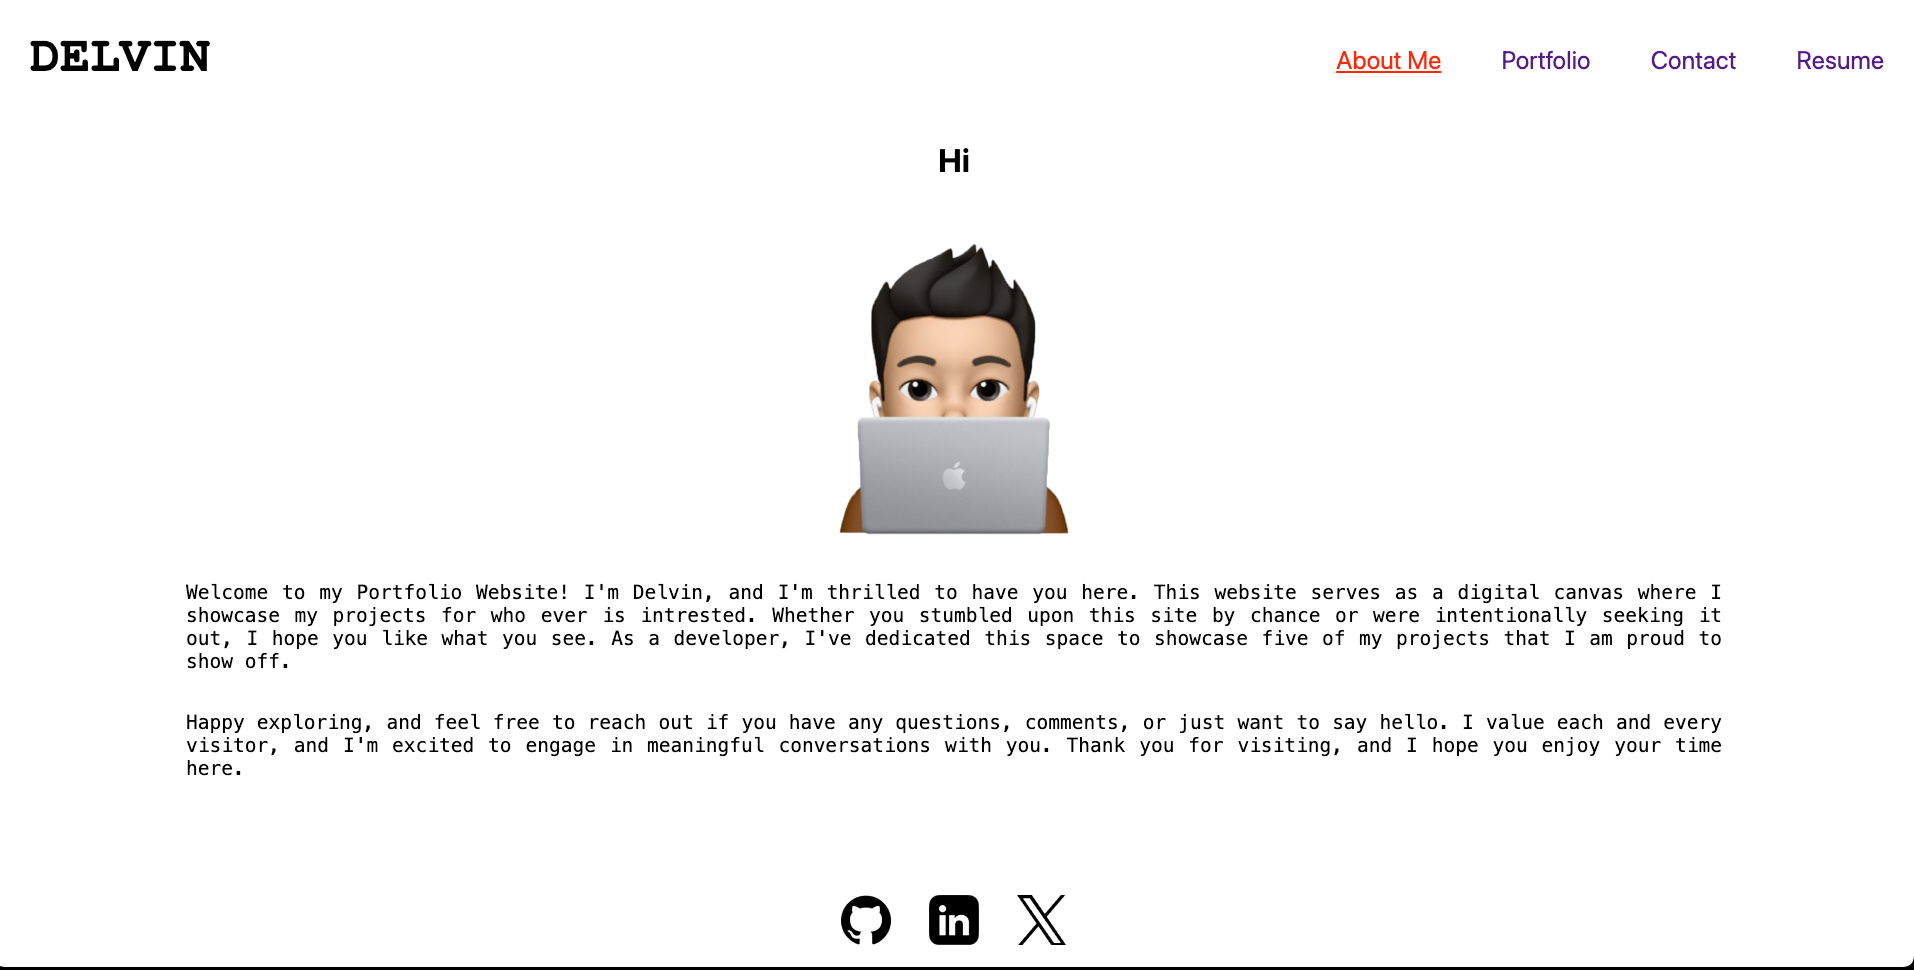 DELVIN
About Me Portfolio Contact Resume
Hi
Welcome to my Portfolio Website! I'm Delvin, and I'm thrilled to have you here. This website serves as a digital canvas where I
showcase my projects for who ever is intrested. Whether you stumbled upon this site by chance or were intentionally seeking it
out, I hope you like what you see. As a developer, I've dedicated this space to showcase five of my projects that I am proud to
show off.
Happy exploring, and feel free to reach out if you have any questions, comments, or just want to say hello. I value each and every
visitor, and I'm excited to engage in meaningful conversations with you. Thank you for visiting, and I hope you enjoy your time
here.
in